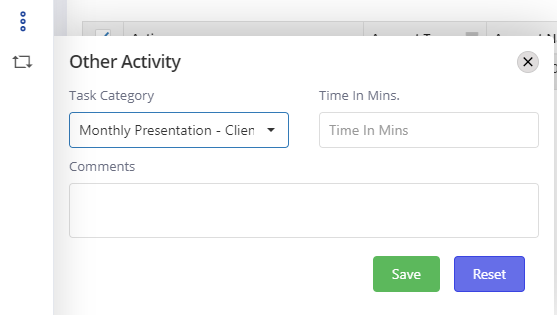 Other Activity
Task Category
Time In Mins.
Monthly Presentation - Clien
Time In Mins
Comments
Save
Reset